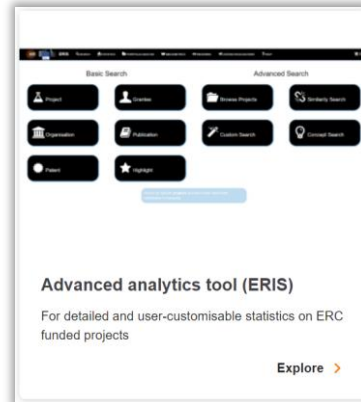 ERIS
Basic Search
Advanced Search
Project
Grantee
Browse Projects
Similarity Search
Organisation
Publication
Custom Search
Concept Search
Patent
Highlight
Advanced analytics tool (ERIS)
For detailed and user-customisable statistics on ERC
funded projects
Explore >